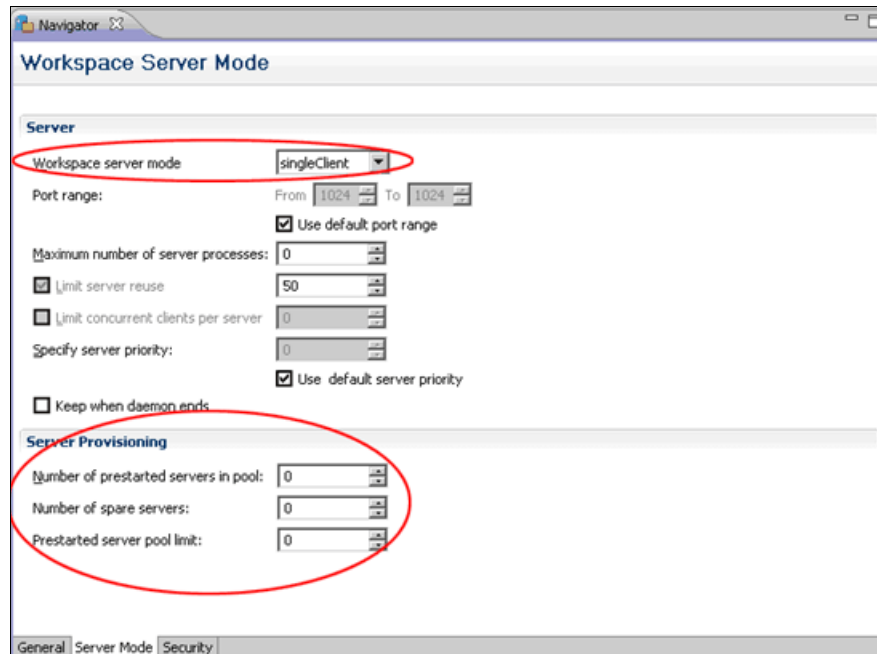 Navigator
Workspace Server Mode
Server
Workspace server mode singleClient
Port range: From 1024 To 1024
Use default port range
Maximum number of server processes: 0
Limit server reuse 50
Limit concurrent clients per server 0
Specify server priority: 0
Use default server priority
Keep when daemon ends
Server Provisioning
Number of prestarted servers in pool: 0
Number of spare servers: 0
Prestarted server pool limit: 0
General Server Mode Security